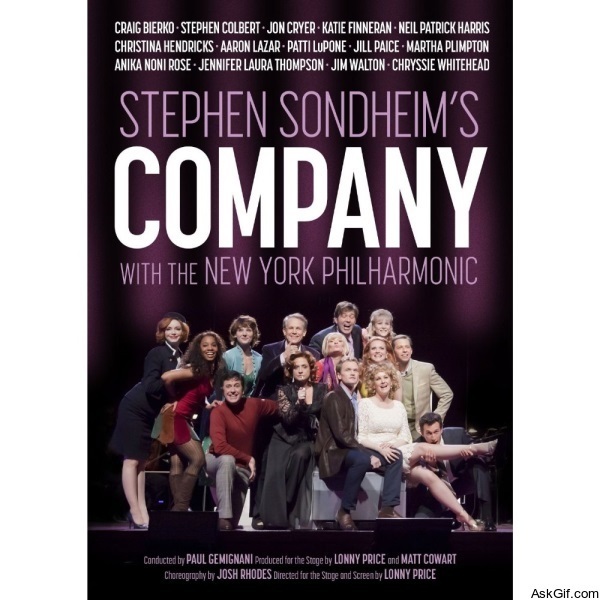 CRAIG BIERKO · STEPHEN COLBERT · JON CRYER · KATIE FINNERAN · NEIL PATRICK HARRIS
CHRISTINA HENDRICKS · AARON LAZAR · PATTI LuPONE · JILL PAICE · MARTHA PLIMPTON
ANIKA NONI ROSE · JENNIFER LAURA THOMPSON · JIM WALTON · CHRYSSIE WHITEHEAD
STEPHEN SONDHEIM'S
COMPANY
WITH THE NEW YORK PHILHARMONIC
Conducted by PAUL GEMIGNANI Produced for the Stage by LONNY PRICE and MATT COWART
Choreography by JOSH RHODES Directed for the Stage and Screen by LONNY PRICE
AskGif.com